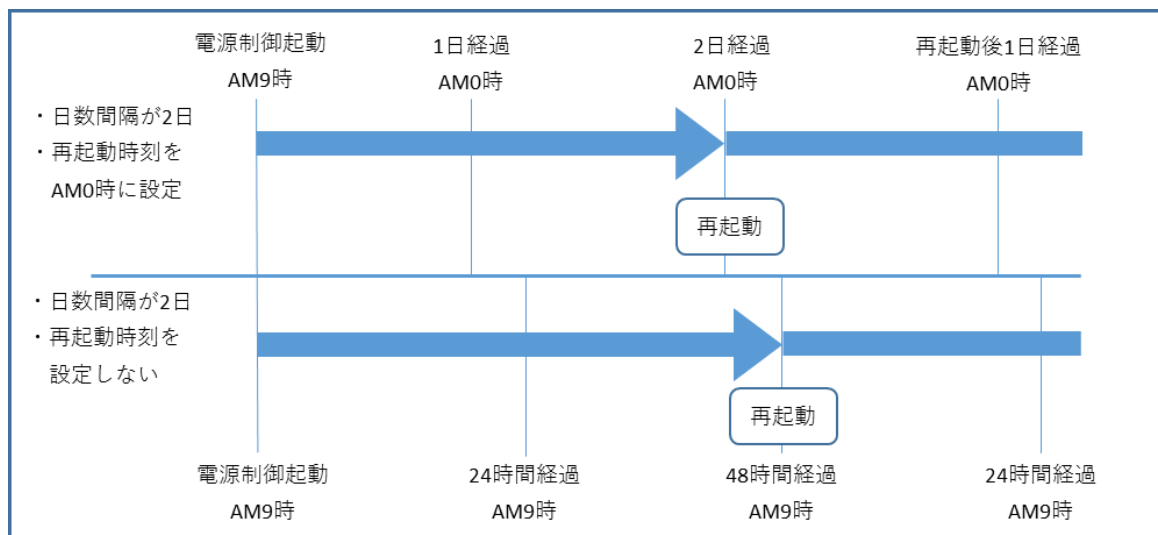 電源制御起動
AM9時
1日経過
AM0時
2日経過
AM0時
再起動後1日経過
AM0時
・日数間隔が2日
・再起動時刻を
AM0時に設定
再起動
・日数間隔が2日
・再起動時刻を
設定しない
再起動
電源制御起動
AM9時
24時間経過
AM9時
48時間経過
AM9時
24時間経過
AM9時